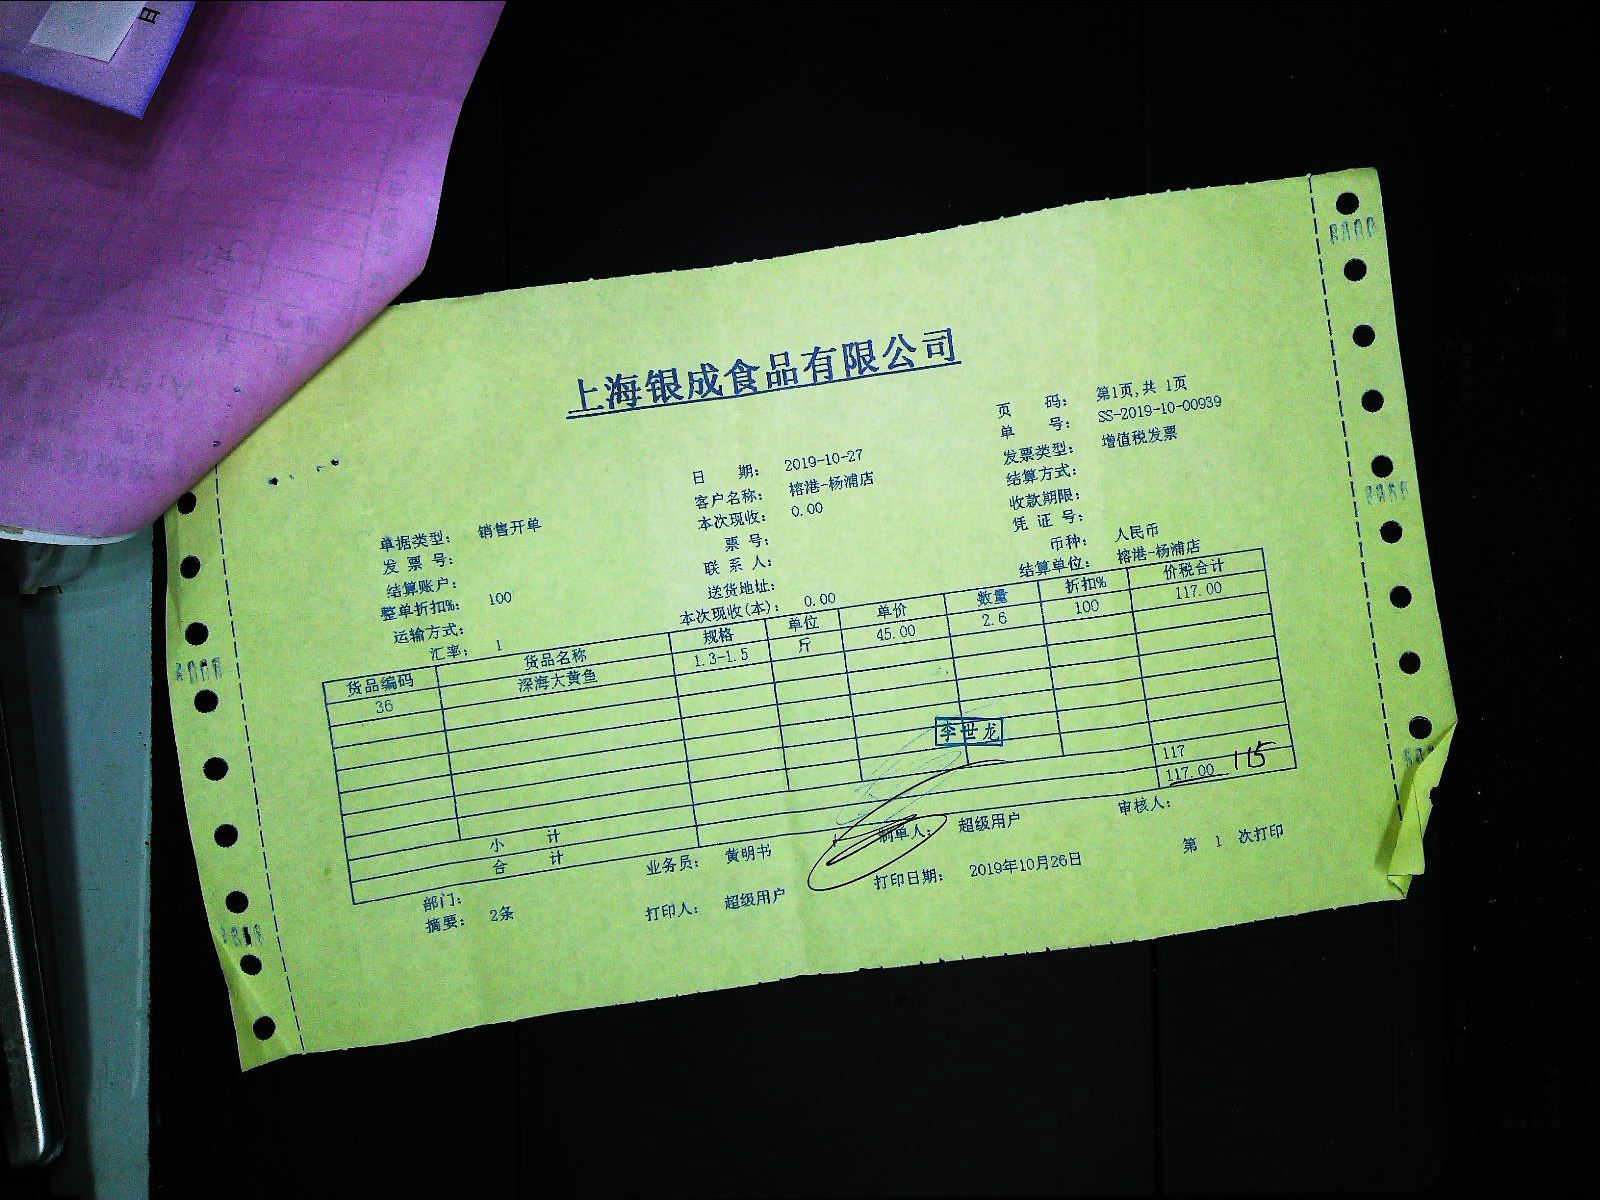 上海银成食品有限公司
页 码: 第1页,共 1页
单 号: SS-2019-10-00939
日 期: 2019-10-27
发票类型: 增值税发票
客户名称: 榕港-杨浦店
结算方式:
单据类型: 销售开单
本次现收: 0.00
收款期限:
发 票 号:
票 号:
凭 证 号:
结算账户:
联 系 人:
币种: 人民币
整单折扣%: 100
送货地址:
结算单位: 榕港-杨浦店
运输方式:
本次现收(本): 0.00
汇率: 1
货品编码 货品名称 规格 单位 单价 数量 折扣% 价税合计
36 深海大黄鱼 1.3-1.5 斤 45.00 2.6 100 117.00
李世龙
小 计 117
合 计 117.00 115
部门: 业务员: 黄明书 制单人: 超级用户 审核人:
摘要: 2条 打印人: 超级用户 打印日期: 2019年10月26日 第 1 次打印